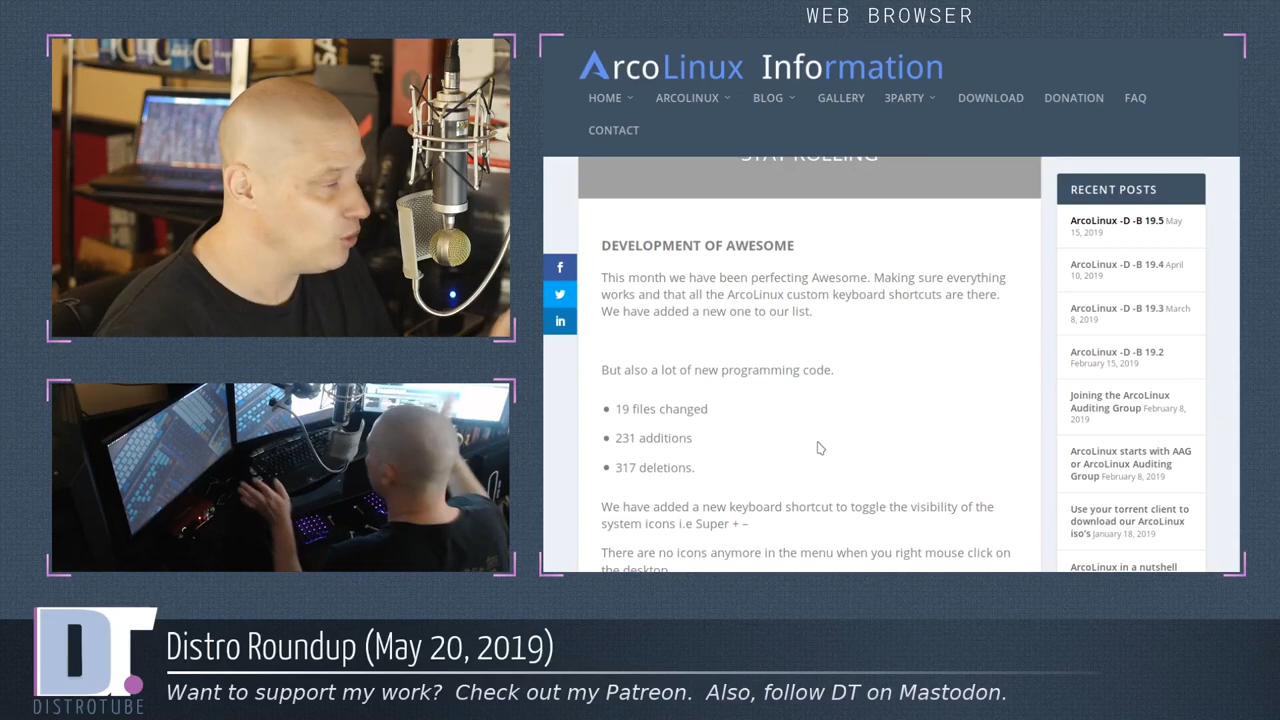 WEB BROWSER
ArcoLinux Information
HOME ARCOLINUX BLOG GALLERY 3PARTY DOWNLOAD DONATION FAQ
CONTACT
STAY ROLLING
DEVELOPMENT OF AWESOME
This month we have been perfecting Awesome. Making sure everything
works and that all the ArcoLinux custom keyboard shortcuts are there.
We have added a new one to our list.
But also a lot of new programming code.
19 files changed
231 additions
317 deletions.
We have added a new keyboard shortcut to toggle the visibility of the
system icons i.e Super + –
There are no icons anymore in the menu when you right mouse click on
the desktop
RECENT POSTS
ArcoLinux -D -B 19.5 May
15, 2019
ArcoLinux -D -B 19.4 April
10, 2019
ArcoLinux -D -B 19.3 March
8, 2019
ArcoLinux -D -B 19.2
February 15, 2019
Joining the ArcoLinux
Auditing Group February 8,
2019
ArcoLinux starts with AAG
or ArcoLinux Auditing
Group February 8, 2019
Use your torrent client to
download our ArcoLinux
iso's January 18, 2019
ArcoLinux in a nutshell
f
in
DT
DISTROTUBE
Distro Roundup (May 20, 2019)
Want to support my work? Check out my Patreon. Also, follow DT on Mastodon.